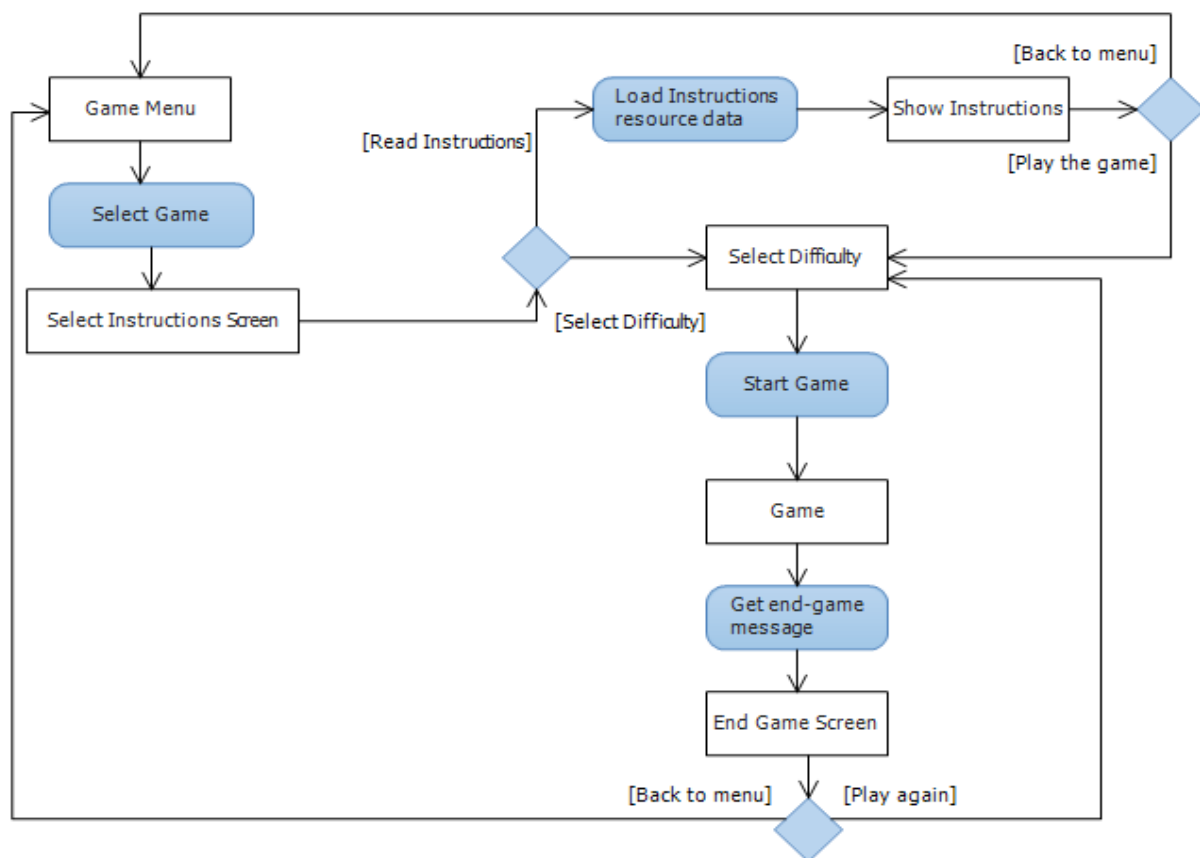 [Back to menu]
Game Menu
Load Instructions
resource data
Show Instructions
[Read Instructions]
[Play the game]
Select Game
Select Difficulty
Select Instructions Screen
[Select Difficulty]
Start Game
Game
Get end-game
message
End Game Screen
[Back to menu]
[Play again]